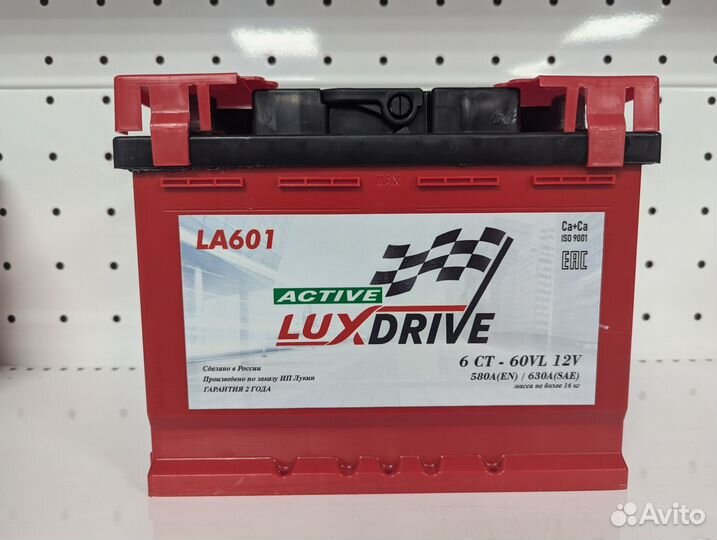 MAX
LA601
Ca+Ca
ISO 9001
EAC
ACTIVE
LUXDRIVE
6 СТ - 60VL 12V
580A(EN) / 630A(SAE)
масса не более 16 кг
Сделано в России
Произведено по заказу ИП Лукин
ГАРАНТИЯ 2 ГОДА
Avito